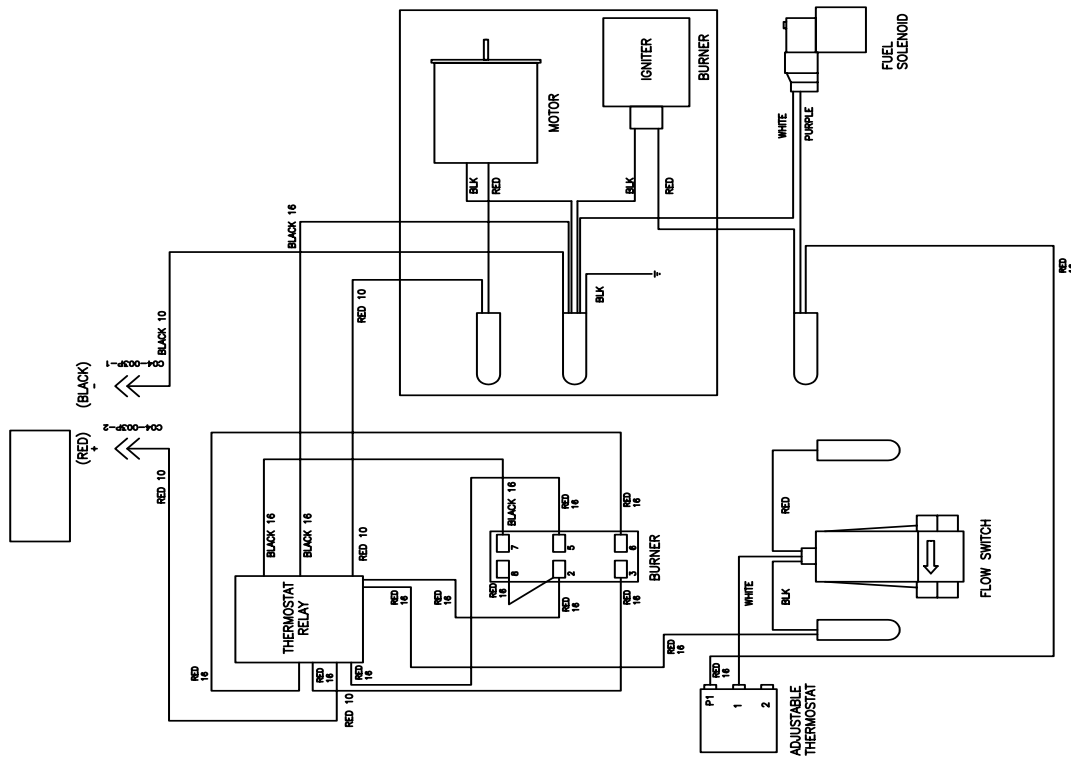 (RED)
+
C04-003P-2
RED 10
(BLACK)
-
C04-003P-1
BLACK 10
BLACK 16
RED 10
MOTOR
BLK
RED
IGNITER
BURNER
BLK
RED
BLK
FUEL
SOLENOID
WHITE
PURPLE
RED
16
THERMOSTAT
RELAY
BLACK 16
BLACK 16
RED 10
RED
16
RED
16
RED
16
RED
16
RED
16
RED 10
BLACK 16
RED
16
RED
16
7
5
6
8
2
3
RED
16
RED
16
RED
16
BURNER
RED
WHITE
BLK
RED
16
FLOW SWITCH
RED
16
P1
1
2
ADJUSTABLE
THERMOSTAT